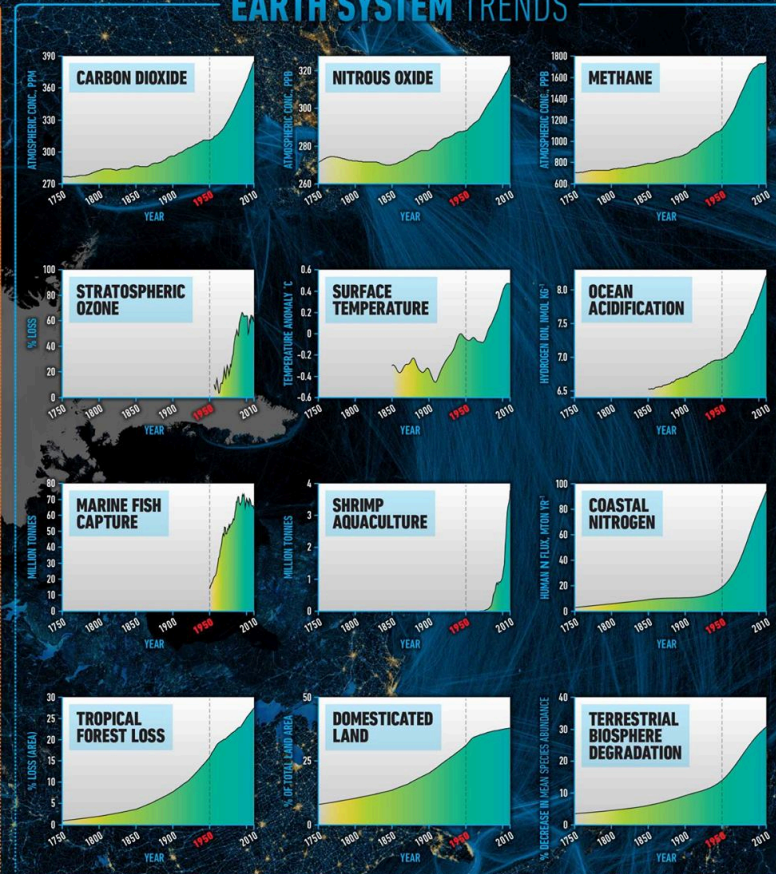 EARTH SYSTEM TRENDS
CARBON DIOXIDE
ATMOSPHERIC CONC., PPM
390
360
330
300
270
1750
1800
1850
1900
1950
2010
YEAR
NITROUS OXIDE
ATMOSPHERIC CONC., PPB
320
300
280
260
1750
1800
1850
1900
1950
2010
YEAR
METHANE
ATMOSPHERIC CONC., PPB
1800
1600
1400
1200
1000
800
600
1750
1800
1850
1900
1950
2010
YEAR
STRATOSPHERIC
OZONE
% LOSS
100
80
60
40
20
0
1750
1800
1850
1900
1950
2010
YEAR
SURFACE
TEMPERATURE
TEMPERATURE ANOMALY °C
0.6
0.4
0.2
0
-0.2
-0.4
-0.6
1750
1800
1850
1900
1950
2010
YEAR
OCEAN
ACIDIFICATION
HYDROGEN ION, NMOL KG⁻¹
8.0
7.5
7.0
6.5
1750
1800
1850
1900
1950
2010
YEAR
MARINE FISH
CAPTURE
MILLION TONNES
80
70
60
50
40
30
20
10
0
1750
1800
1850
1900
1950
2010
YEAR
SHRIMP
AQUACULTURE
MILLION TONNES
4
3
2
1
0
1750
1800
1850
1900
1950
2010
YEAR
COASTAL
NITROGEN
HUMAN N FLUX, MTON YR⁻¹
100
80
60
40
20
0
1750
1800
1850
1900
1950
2010
YEAR
TROPICAL
FOREST LOSS
% LOSS (AREA)
30
25
20
15
10
5
0
1750
1800
1850
1900
1950
2010
YEAR
DOMESTICATED
LAND
% OF TOTAL LAND AREA
50
25
0
1750
1800
1850
1900
1950
2010
YEAR
TERRESTRIAL
BIOSPHERE
DEGRADATION
% DECREASE IN MEAN SPECIES ABUNDANCE
40
30
20
10
0
1750
1800
1850
1900
1950
2010
YEAR